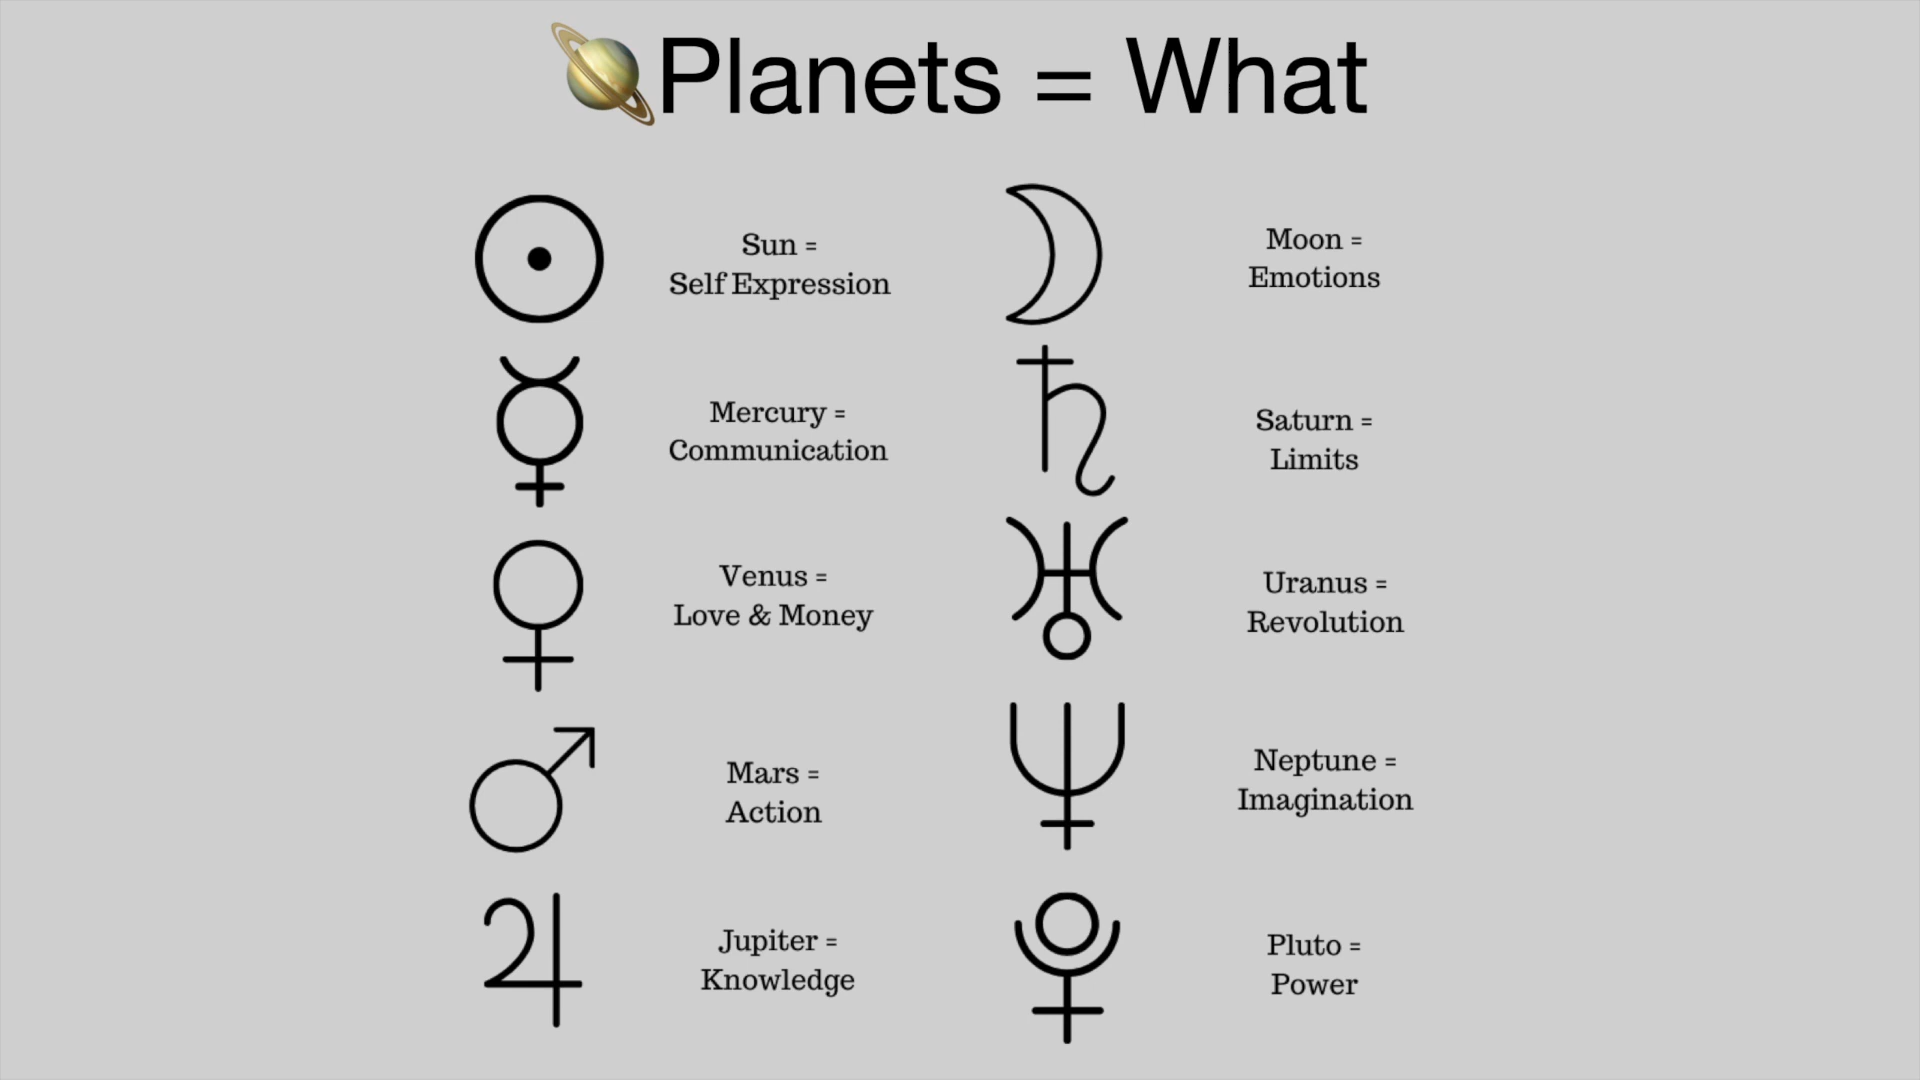 Planets = What
Sun =
Self Expression
Moon =
Emotions
Mercury =
Communication
Saturn =
Limits
Venus =
Love & Money
Uranus =
Revolution
Mars =
Action
Neptune =
Imagination
Jupiter =
Knowledge
Pluto =
Power